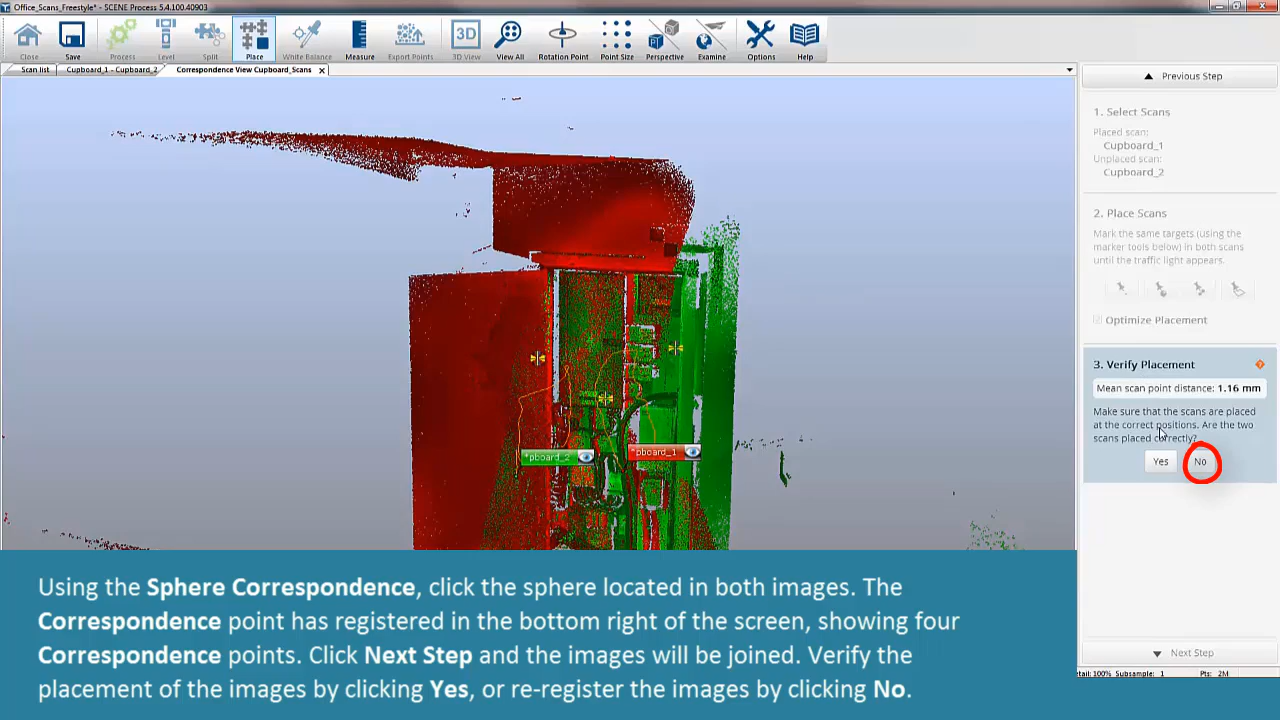 Office_Scans_Freestyle* - SCENE Process 5.4.100.40903
Close Save Process Level Split Place White Balance Measure Export Points 3D View View All Rotation Point Point Size Perspective Examine Options Help
3D
Scan list Cupboard_1 - Cupboard_2 Correspondence View Cupboard_Scans x
Previous Step
1. Select Scans
Placed scan:
Cupboard_1
Unplaced scan:
Cupboard_2
2. Place Scans
Mark the same targets (using the
marker tools below) in both scans
until the traffic light appears.
Optimize Placement
3. Verify Placement
Mean scan point distance: 1.16 mm
Make sure that the scans are placed
at the correct positions. Are the two
scans placed correctly?
Yes No
*pboard_2 *pboard_1
Using the Sphere Correspondence, click the sphere located in both images. The
Correspondence point has registered in the bottom right of the screen, showing four
Correspondence points. Click Next Step and the images will be joined. Verify the
placement of the images by clicking Yes, or re-register the images by clicking No.
Next Step
etail: 100% Subsample: 1 Pts: 2M